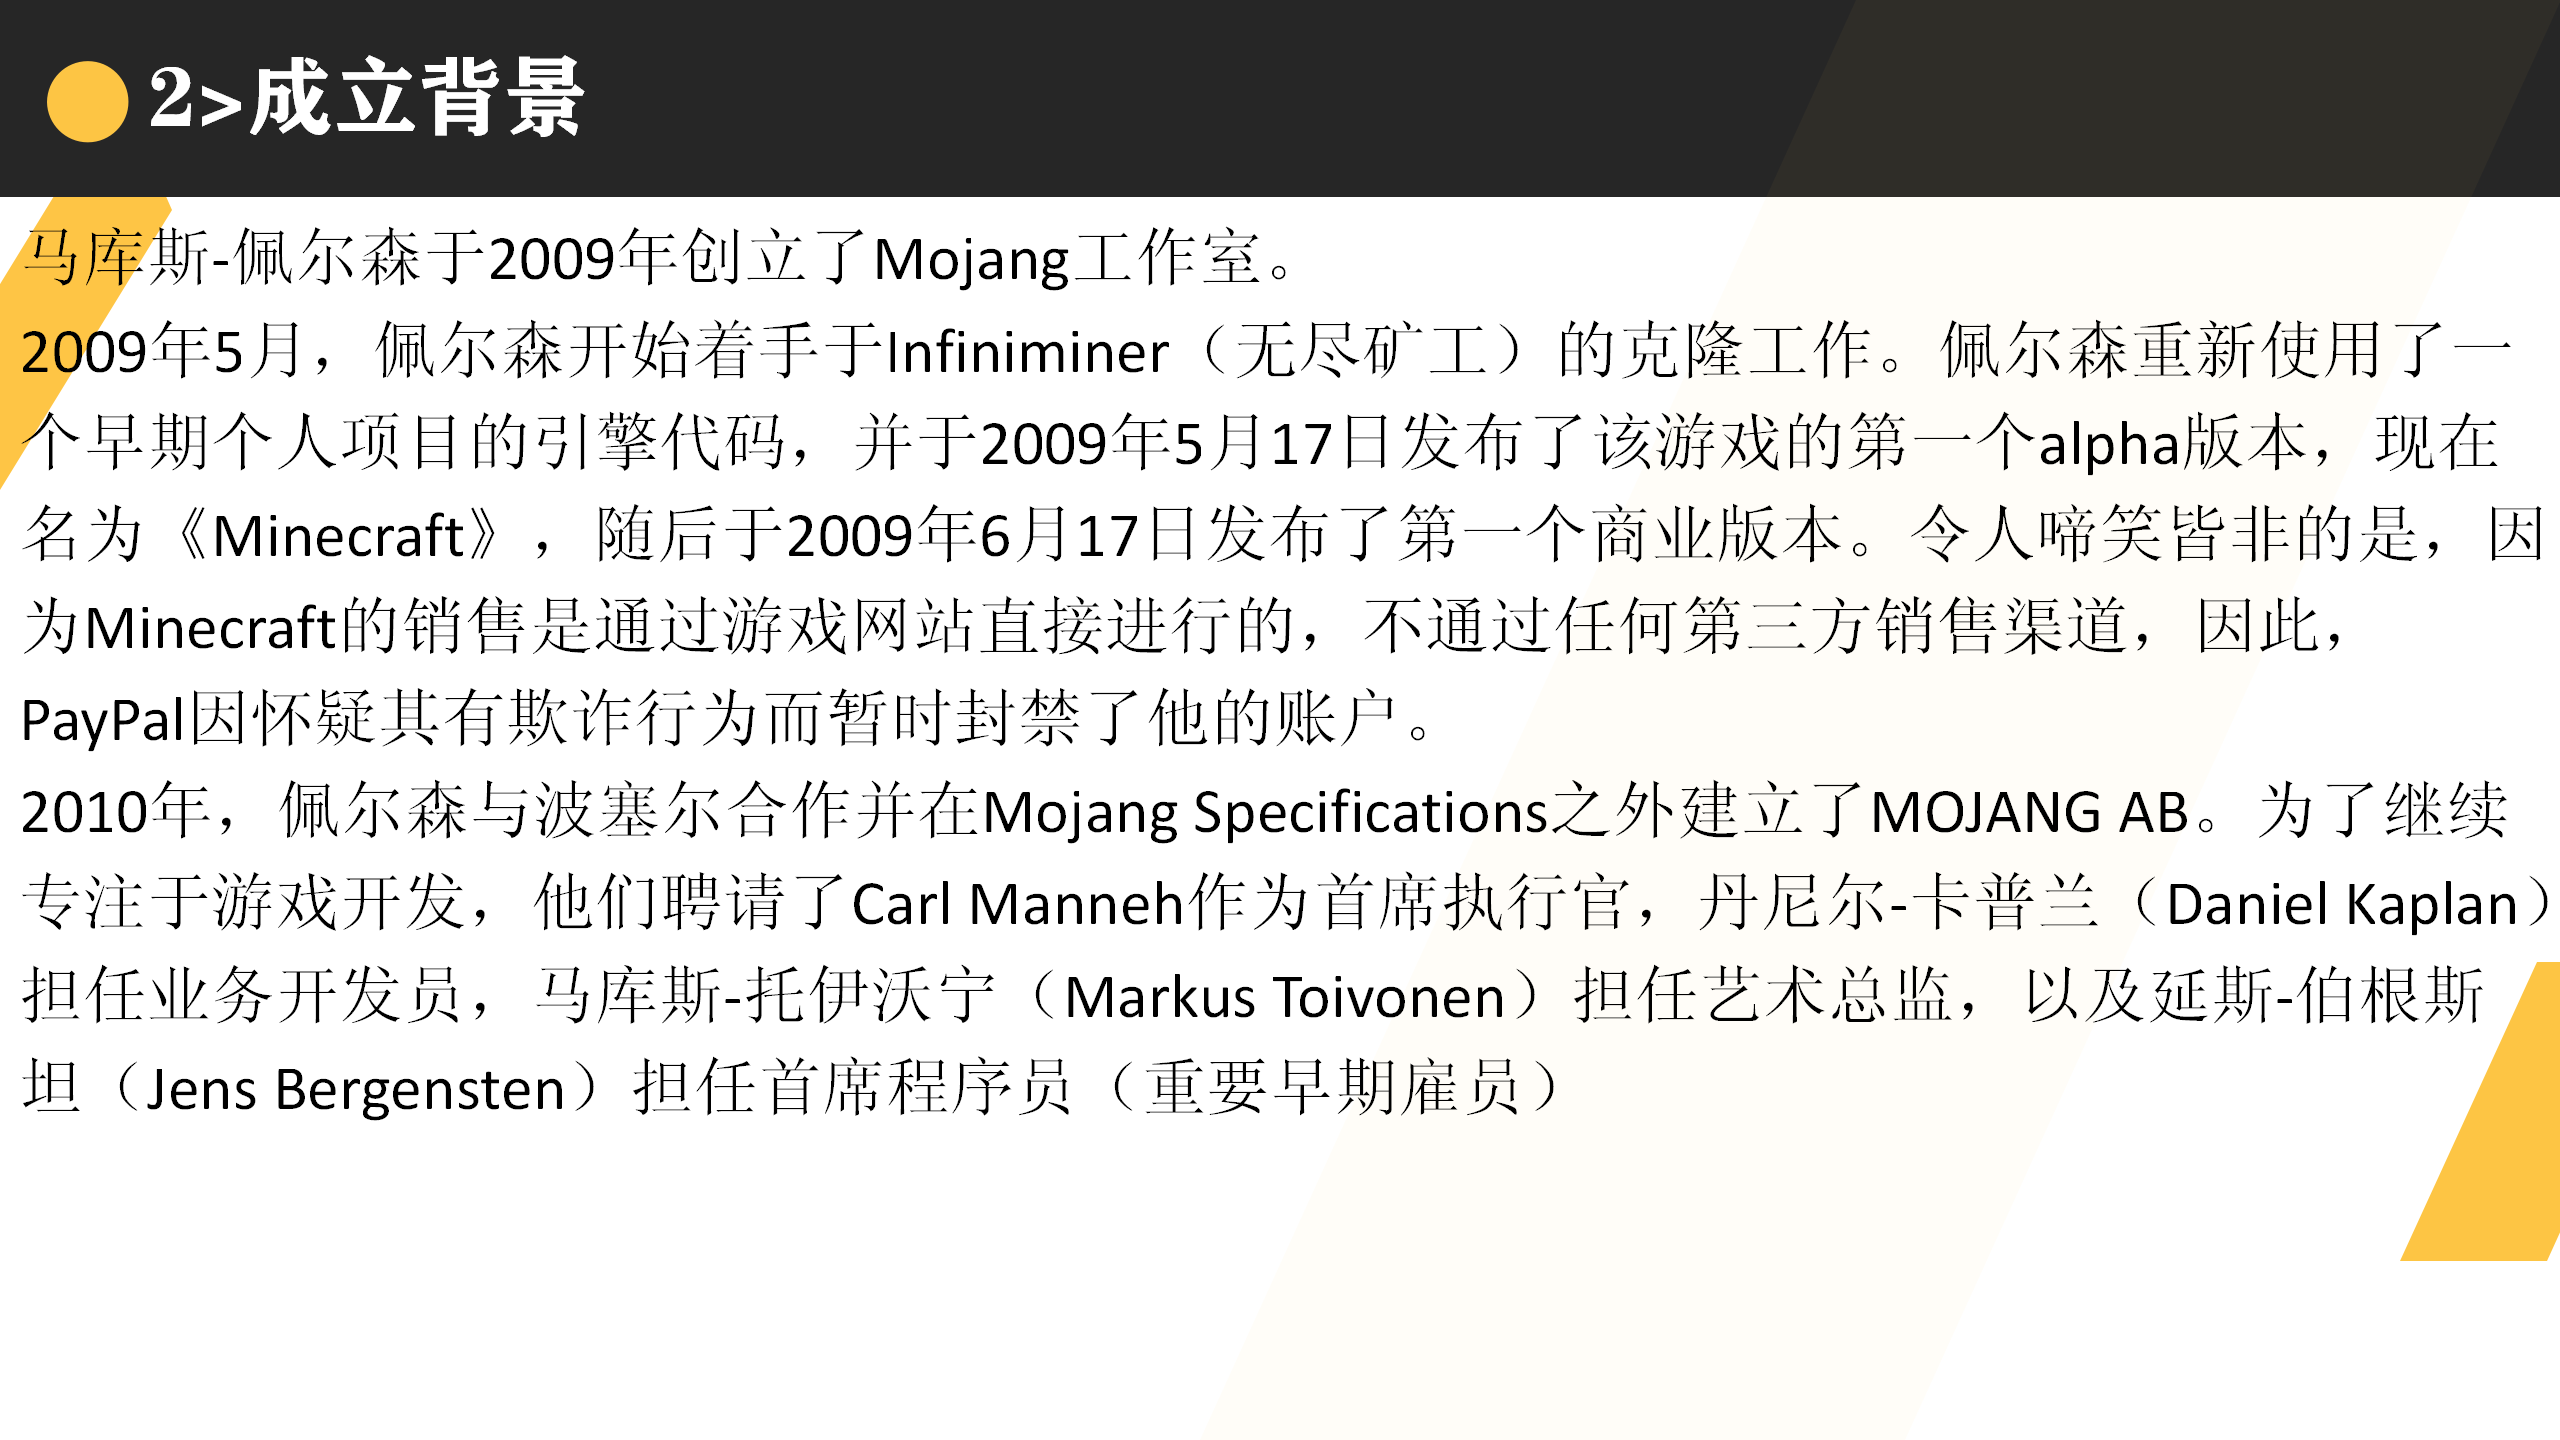 2>成立背景
马库斯-佩尔森于2009年创立了Mojang工作室。
2009年5月，佩尔森开始着手于Infiniminer（无尽矿工）的克隆工作。佩尔森重新使用了一
个早期个人项目的引擎代码，并于2009年5月17日发布了该游戏的第一个alpha版本，现在
名为《Minecraft》，随后于2009年6月17日发布了第一个商业版本。令人啼笑皆非的是，因
为Minecraft的销售是通过游戏网站直接进行的，不通过任何第三方销售渠道，因此，
PayPal因怀疑其有欺诈行为而暂时封禁了他的账户。
2010年，佩尔森与波塞尔合作并在Mojang Specifications之外建立了MOJANG AB。为了继续
专注于游戏开发，他们聘请了Carl Manneh作为首席执行官，丹尼尔-卡普兰（Daniel Kaplan）
担任业务开发员，马库斯-托伊沃宁（Markus Toivonen）担任艺术总监，以及延斯-伯根斯
坦（Jens Bergensten）担任首席程序员（重要早期雇员）